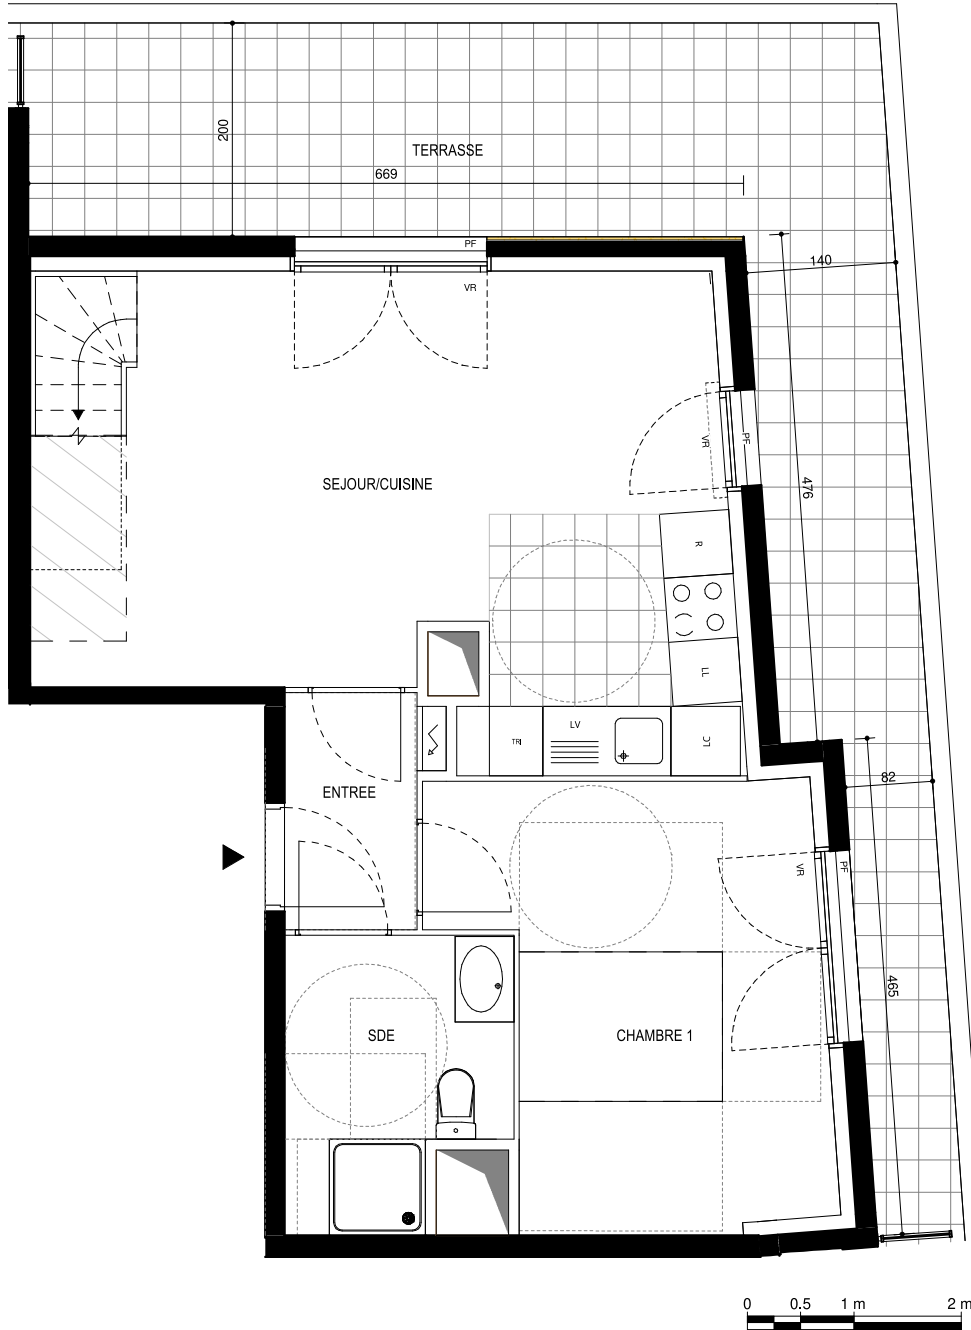 200
TERRASSE
669
PF
VR
140
VR
PF
SEJOUR/CUISINE
476
R
LL
LV
TRI
LC
ENTREE
82
VR
PF
465
SDE
CHAMBRE 1
0 0.5 1 m 2 m